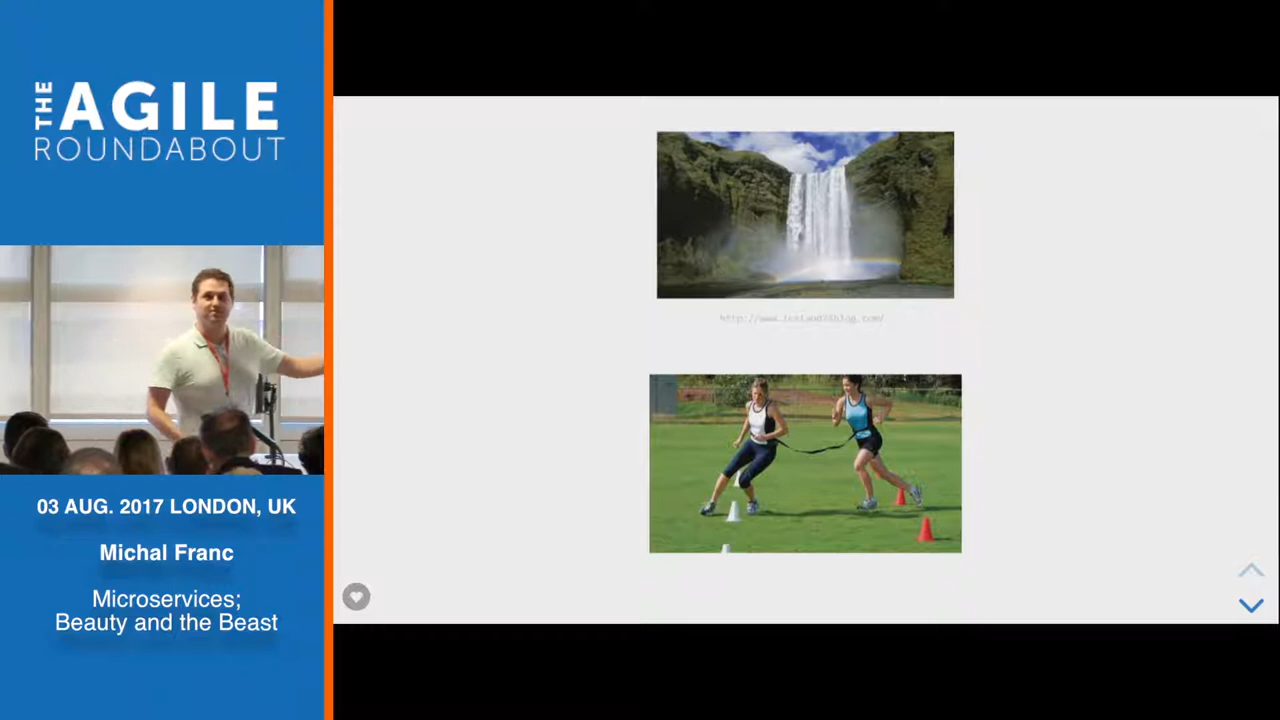 THE AGILE
ROUNDABOUT
03 AUG. 2017 LONDON, UK
Michal Franc
Microservices;
Beauty and the Beast